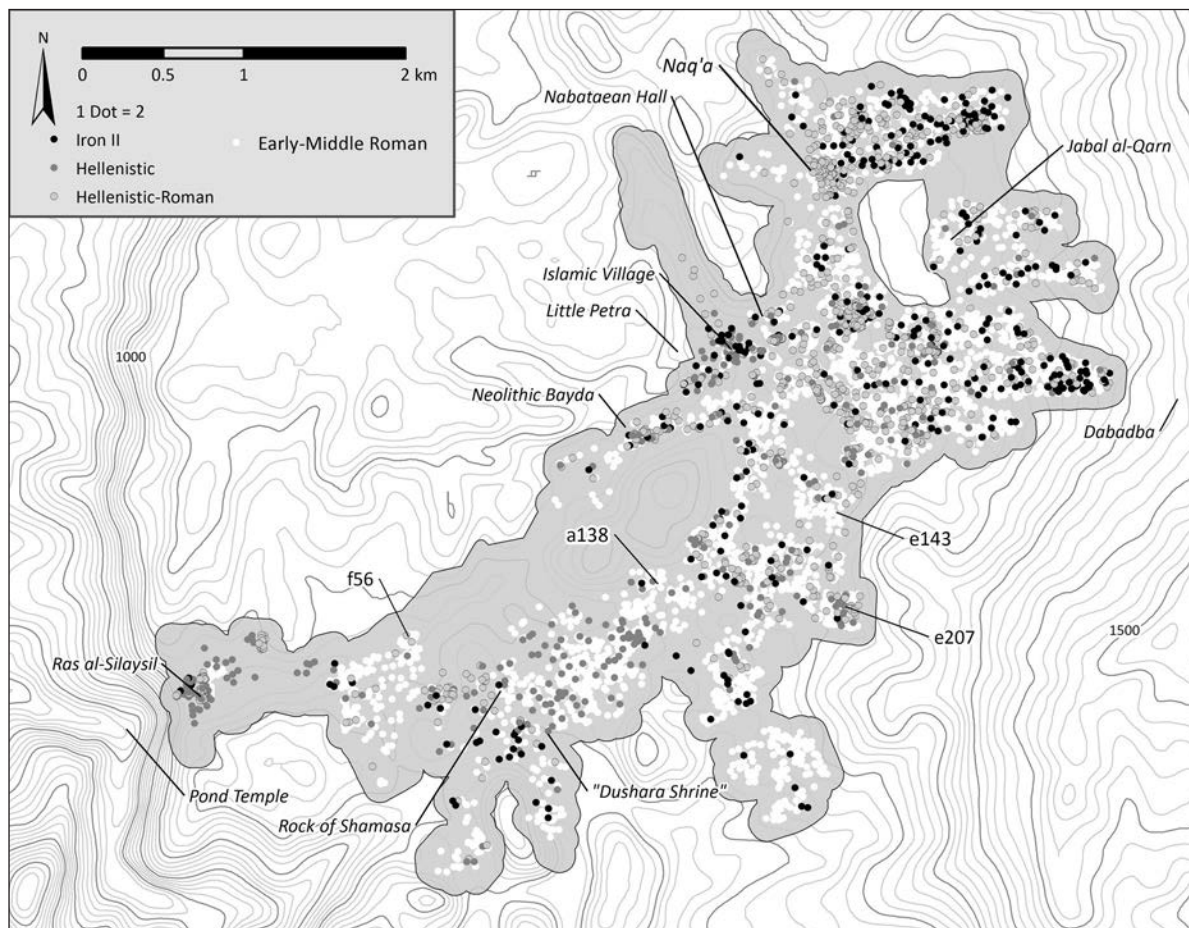 N
0 0.5 1 2 km
1 Dot = 2
Iron II
Early-Middle Roman
Hellenistic
Hellenistic-Roman
Naq'a
Nabataean Hall
Jabal al-Qarn
Islamic Village
Little Petra
1000
Neolithic Bayda
Dabadba
a138
e143
f56
e207
1500
Ras al-Silaysil
Pond Temple
"Dushara Shrine"
Rock of Shamasa